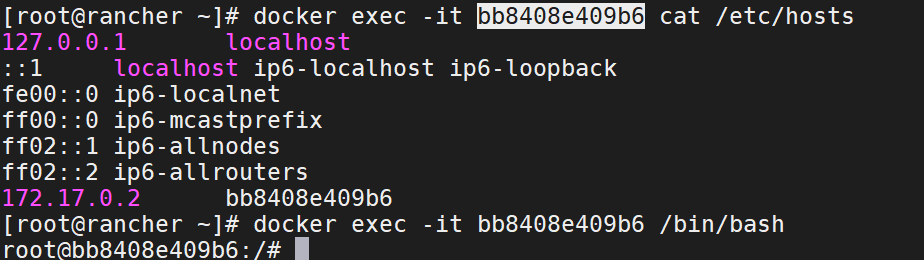 [root@rancher ~]# docker exec -it bb8408e409b6 cat /etc/hosts
127.0.0.1       localhost
::1     localhost ip6-localhost ip6-loopback
fe00::0 ip6-localnet
ff00::0 ip6-mcastprefix
ff02::1 ip6-allnodes
ff02::2 ip6-allrouters
172.17.0.2      bb8408e409b6
[root@rancher ~]# docker exec -it bb8408e409b6 /bin/bash
root@bb8408e409b6:/#